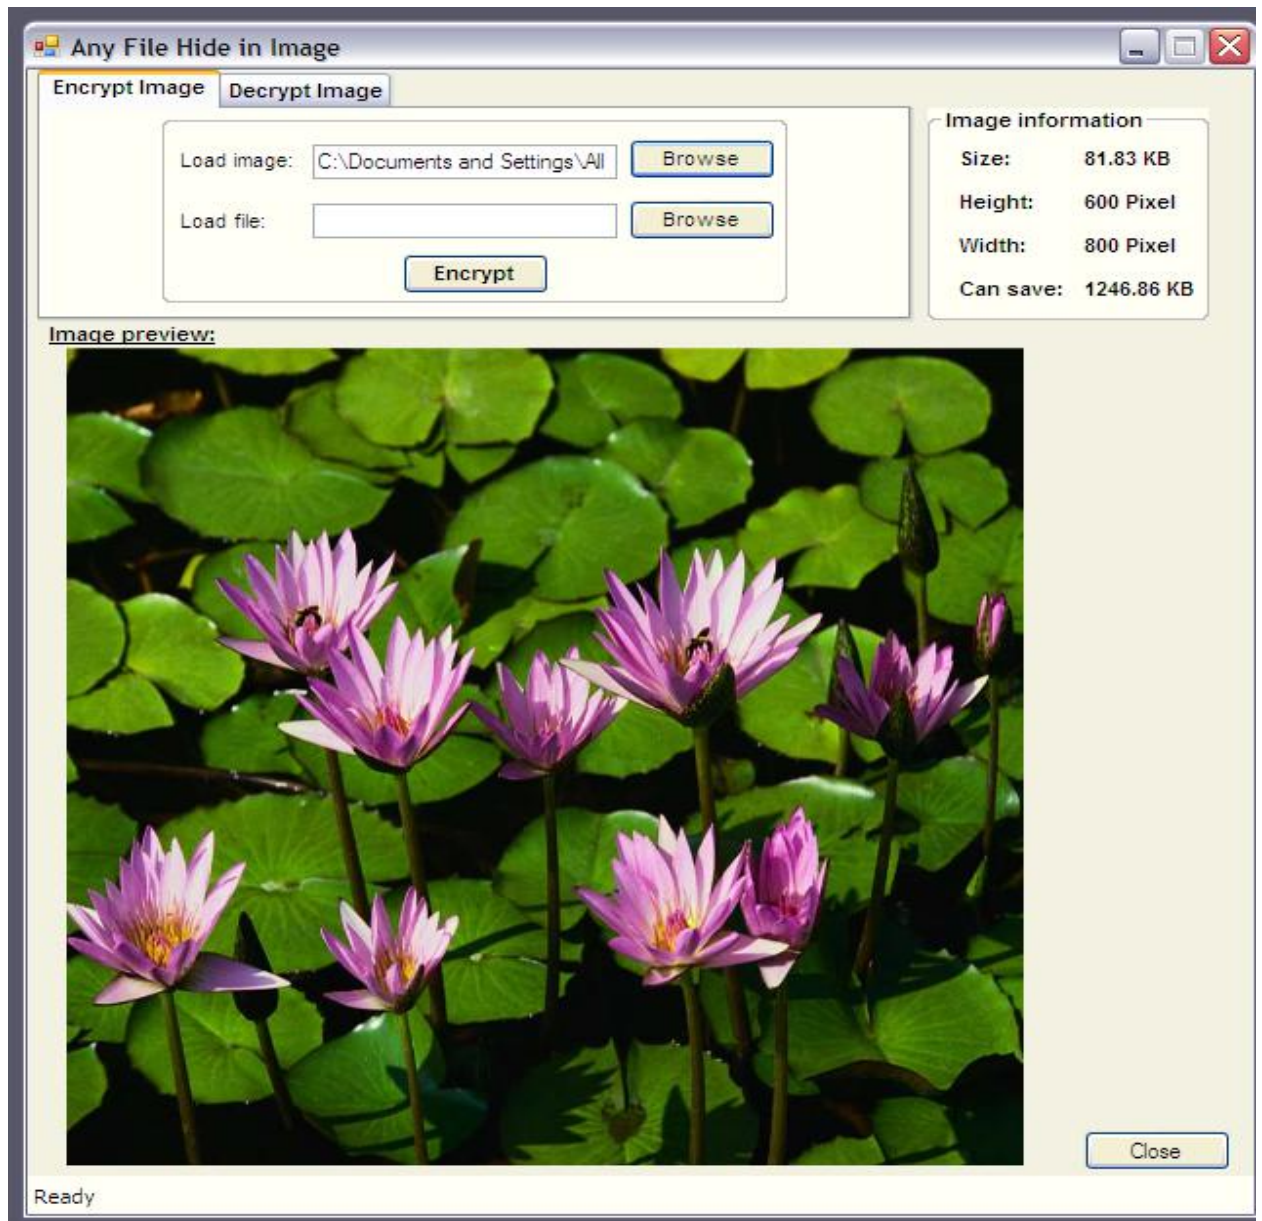 Any File Hide in Image
Encrypt Image Decrypt Image
Load image: C:\Documents and Settings\All Browse
Load file: Browse
Encrypt
Image information
Size: 81.83 KB
Height: 600 Pixel
Width: 800 Pixel
Can save: 1246.86 KB
Image preview:
Close
Ready